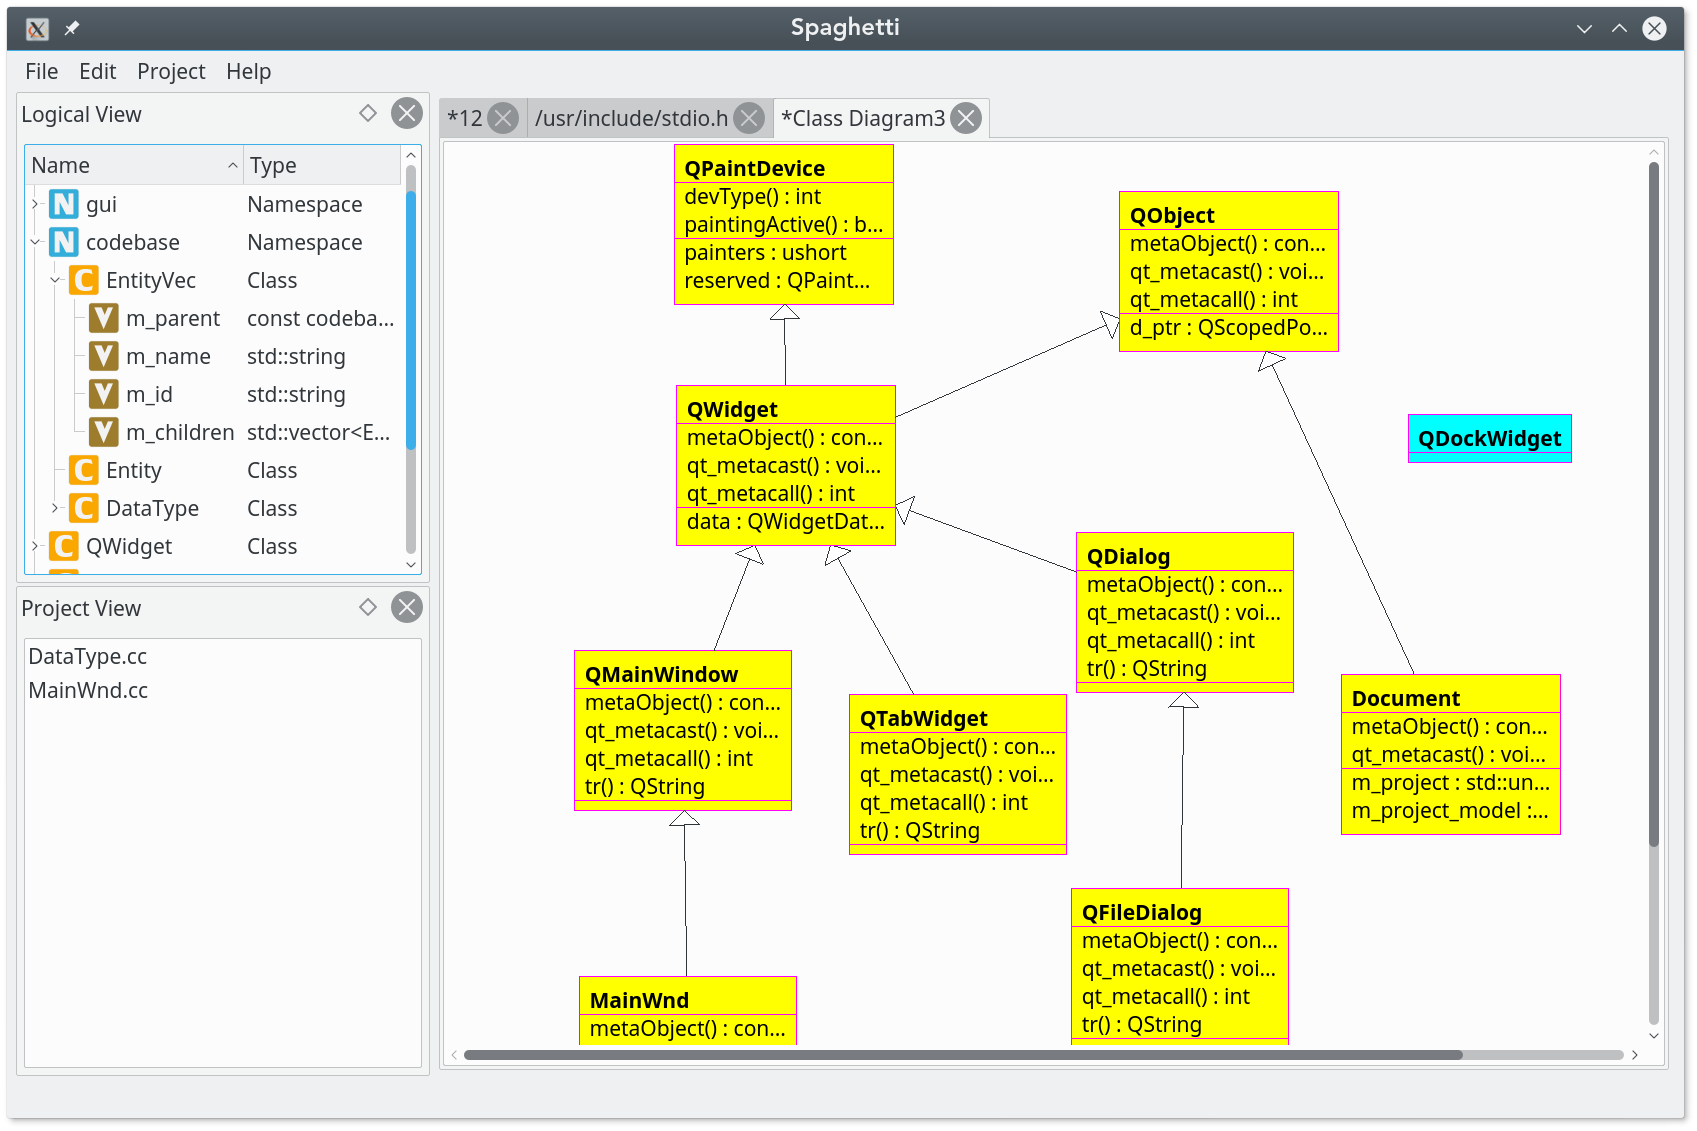 Spaghetti
File Edit Project Help
Logical View
Name Type
gui Namespace
codebase Namespace
EntityVec Class
m_parent const codeba...
m_name std::string
m_id std::string
m_children std::vector<E...
Entity Class
DataType Class
QWidget Class
Project View
DataType.cc
MainWnd.cc
*12 /usr/include/stdio.h *Class Diagram3
QPaintDevice
devType() : int
paintingActive() : b...
painters : ushort
reserved : QPaint...
QObject
metaObject() : con...
qt_metacast() : voi...
qt_metacall() : int
d_ptr : QScopedPo...
QWidget
metaObject() : con...
qt_metacast() : voi...
qt_metacall() : int
data : QWidgetDat...
QDockWidget
QDialog
metaObject() : con...
qt_metacast() : voi...
qt_metacall() : int
tr() : QString
QMainWindow
metaObject() : con...
qt_metacast() : voi...
qt_metacall() : int
tr() : QString
QTabWidget
metaObject() : con...
qt_metacast() : voi...
qt_metacall() : int
tr() : QString
Document
metaObject() : con...
qt_metacast() : voi...
m_project : std::un...
m_project_model :...
QFileDialog
metaObject() : con...
qt_metacast() : voi...
qt_metacall() : int
tr() : QString
MainWnd
metaObject() : con...